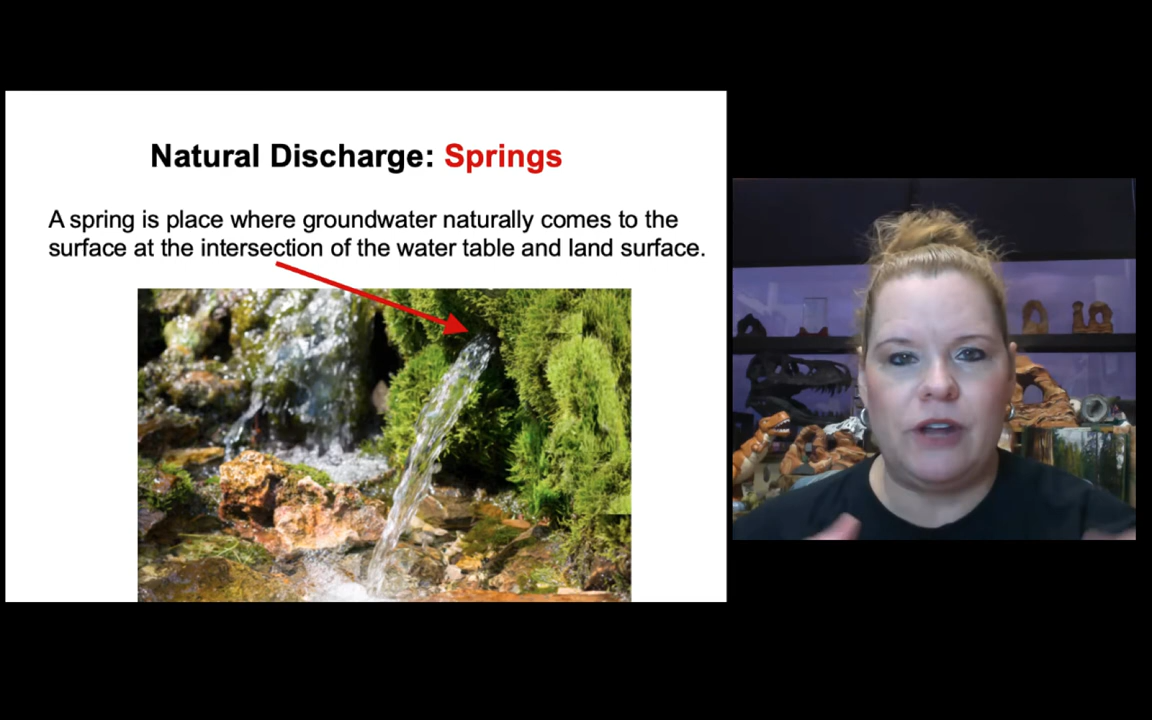 Natural Discharge: Springs
A spring is place where groundwater naturally comes to the
surface at the intersection of the water table and land surface.